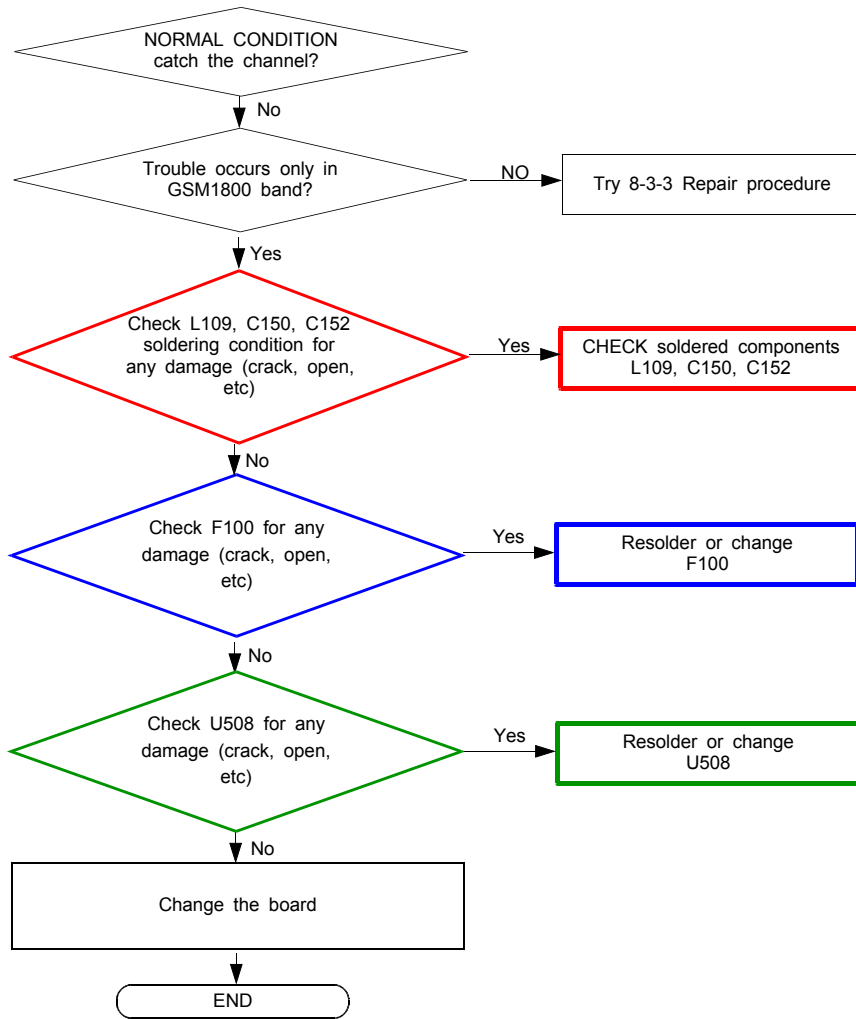 NORMAL CONDITION
catch the channel?
No
Trouble occurs only in
GSM1800 band?
NO
Try 8-3-3 Repair procedure
Yes
Check L109, C150, C152
soldering condition for
any damage (crack, open,
etc)
Yes
CHECK soldered components
L109, C150, C152
No
Check F100 for any
damage (crack, open,
etc)
Yes
Resolder or change
F100
No
Check U508 for any
damage (crack, open,
etc)
Yes
Resolder or change
U508
No
Change the board
END